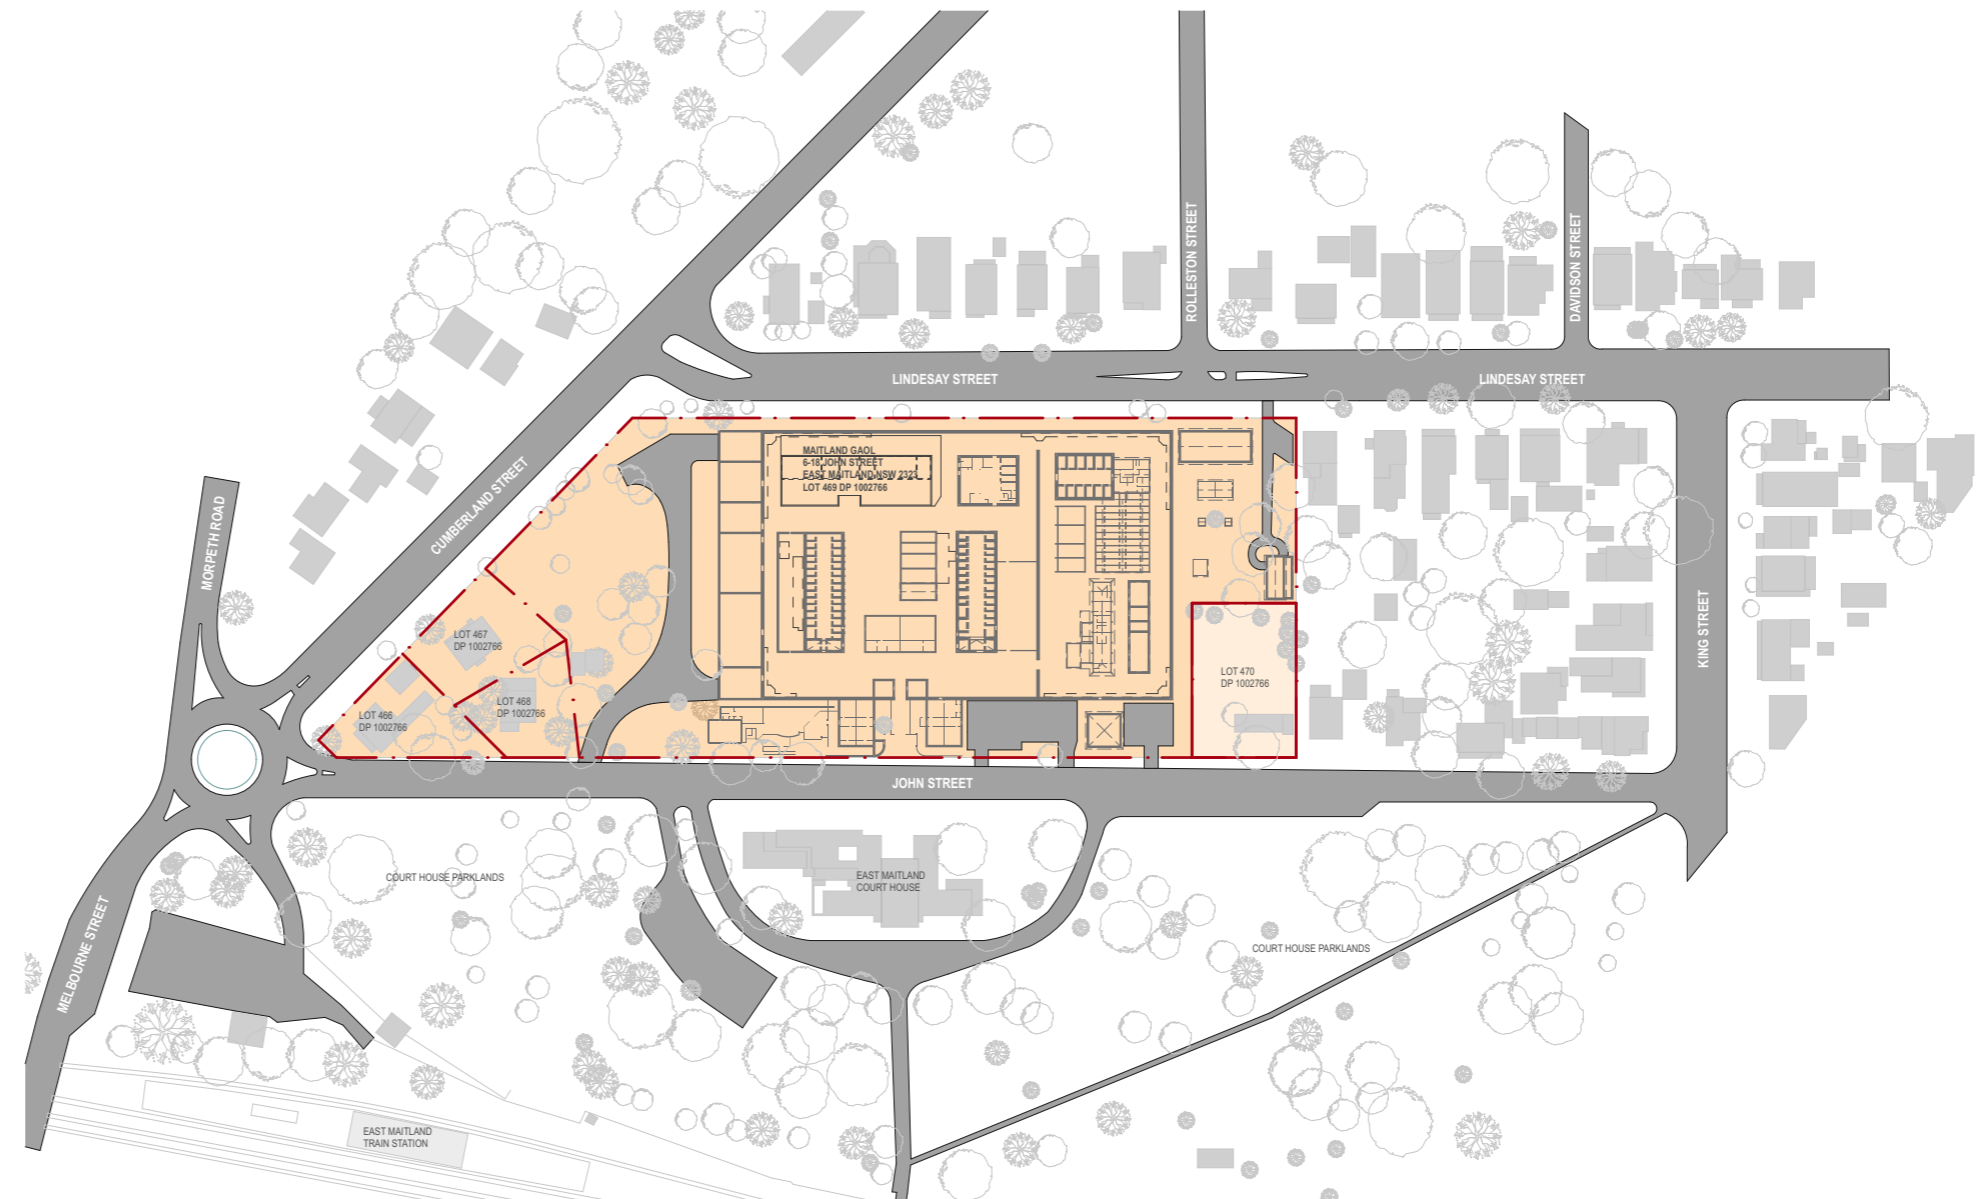 ROLLESTON STREET
DAVIDSON STREET
LINDESAY STREET
LINDESAY STREET
MAITLAND GAOL
6-18 JOHN STREET
EAST MAITLAND NSW 2323
LOT 469 DP 1002766
CUMBERLAND STREET
MORPETH ROAD
LOT 467
DP 1002766
LOT 468
DP 1002766
LOT 466
DP 1002766
LOT 470
DP 1002766
KING STREET
JOHN STREET
COURT HOUSE PARKLANDS
EAST MAITLAND
COURT HOUSE
COURT HOUSE PARKLANDS
MELBOURNE STREET
EAST MAITLAND
TRAIN STATION